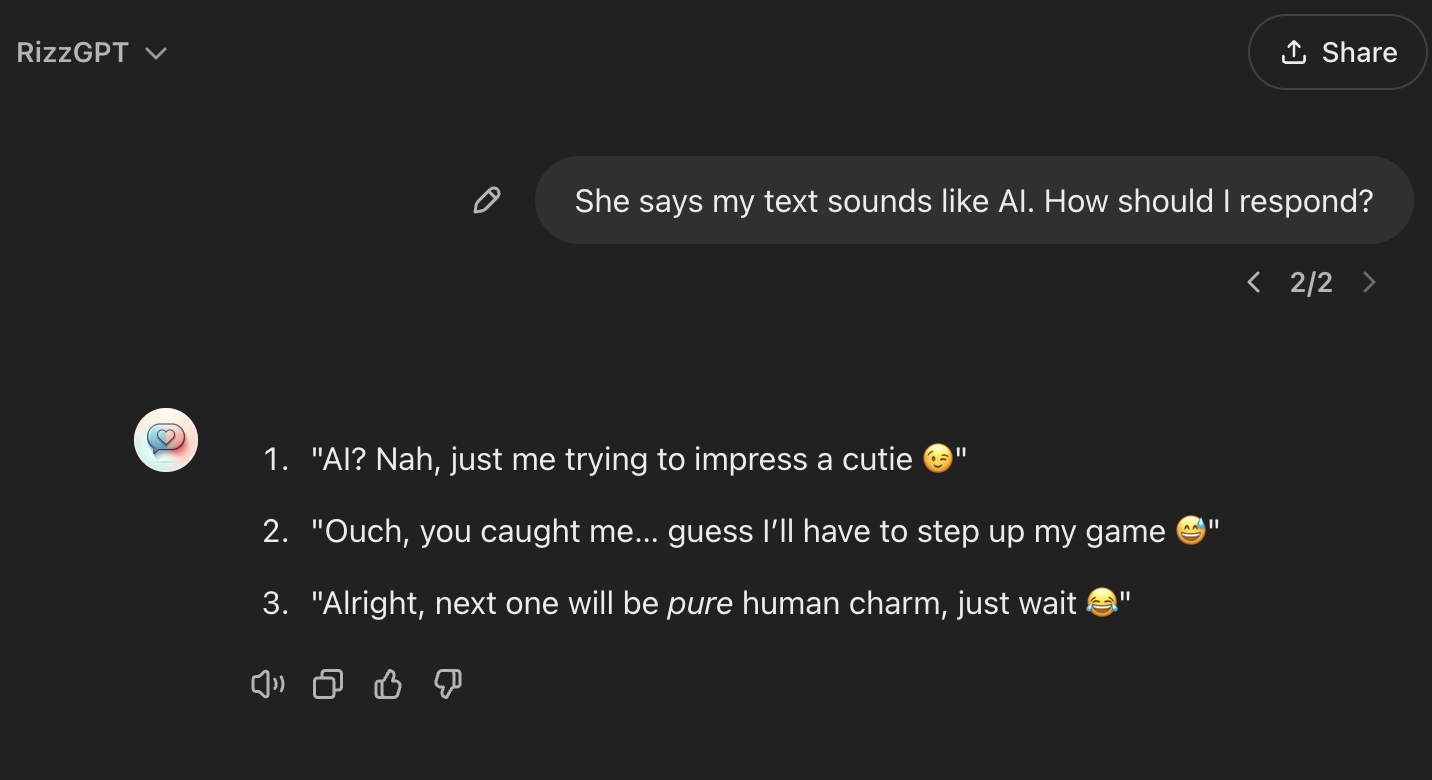 RizzGPT
Share
She says my text sounds like AI. How should I respond?
2/2
1. "AI? Nah, just me trying to impress a cutie 😉"
2. "Ouch, you caught me... guess I’ll have to step up my game 😅"
3. "Alright, next one will be pure human charm, just wait 😂"